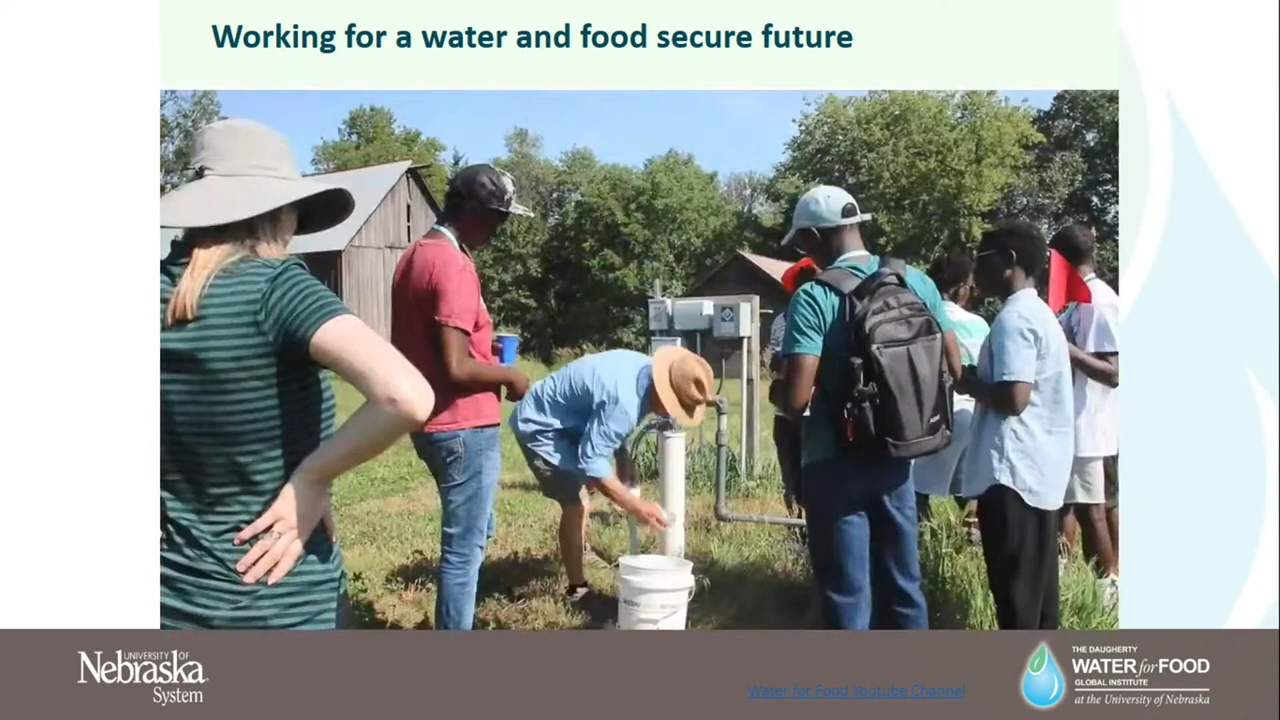 Working for a water and food secure future
UNIVERSITY OF
Nebraska
System
Water for Food Youtube Channel
THE DAUGHERTY
WATER for FOOD
GLOBAL INSTITUTE
at the University of Nebraska